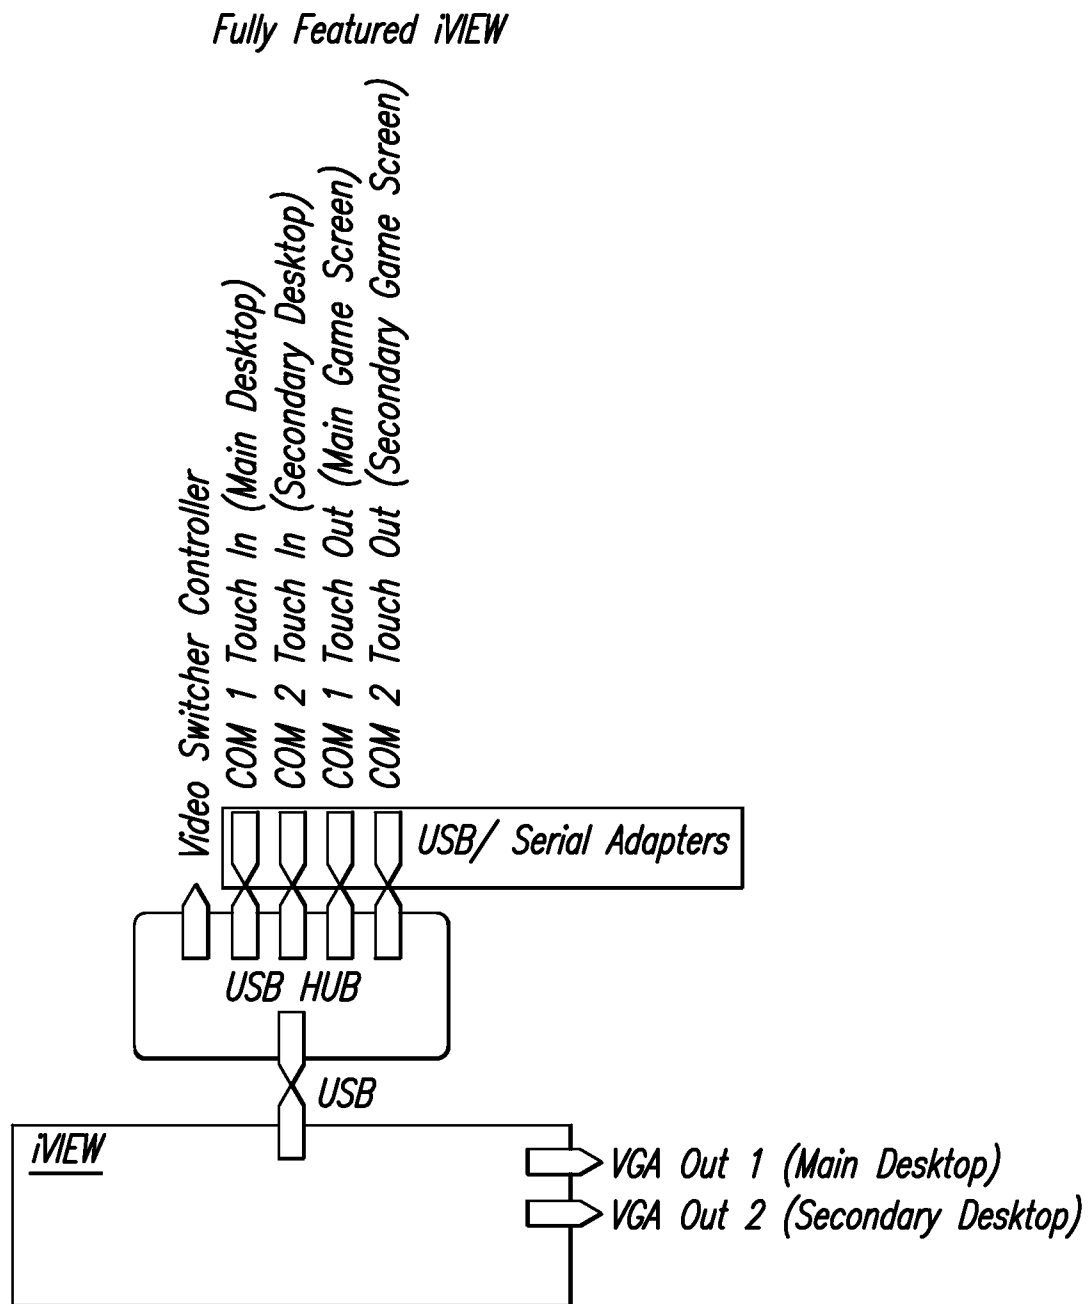 Fully Featured iVIEW
Video Switcher Controller
COM 1 Touch In (Main Desktop)
COM 2 Touch In (Secondary Desktop)
COM 1 Touch Out (Main Game Screen)
COM 2 Touch Out (Secondary Game Screen)
USB/ Serial Adapters
USB HUB
USB
iVIEW
VGA Out 1 (Main Desktop)
VGA Out 2 (Secondary Desktop)